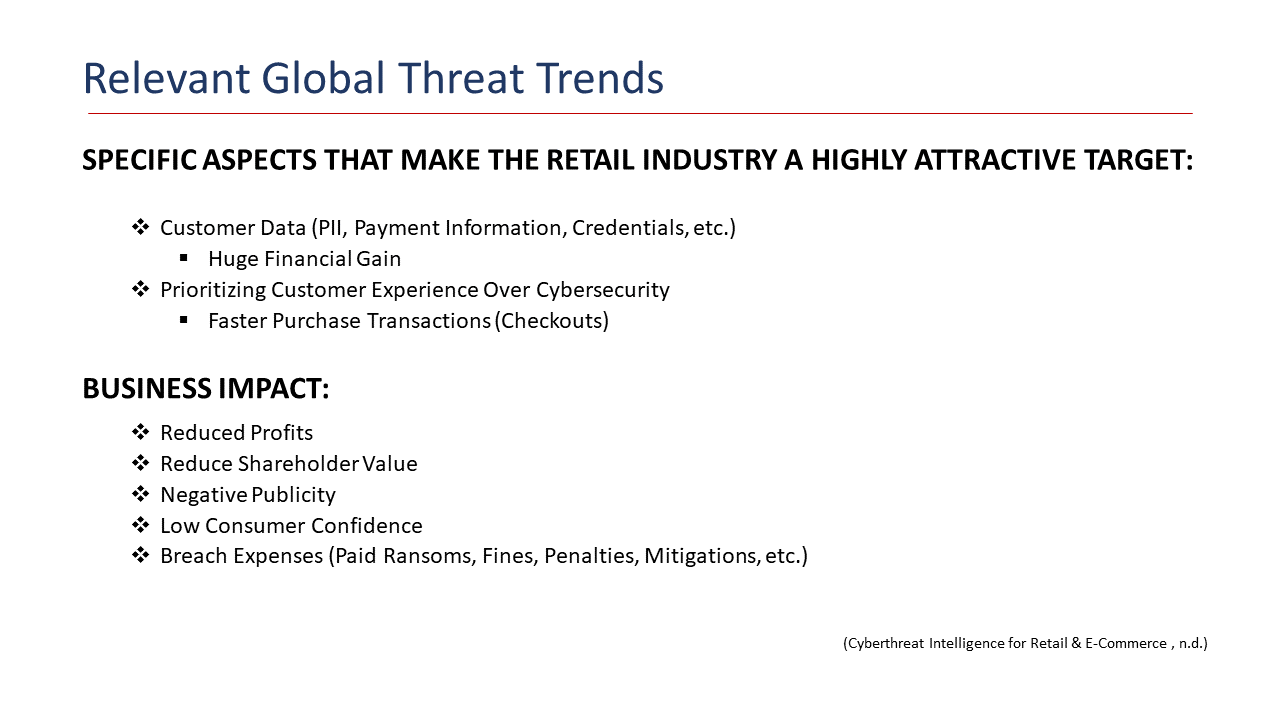 Relevant Global Threat Trends
SPECIFIC ASPECTS THAT MAKE THE RETAIL INDUSTRY A HIGHLY ATTRACTIVE TARGET:
❖ Customer Data (PII, Payment Information, Credentials, etc.)
▪ Huge Financial Gain
❖ Prioritizing Customer Experience Over Cybersecurity
▪ Faster Purchase Transactions (Checkouts)
BUSINESS IMPACT:
❖ Reduced Profits
❖ Reduce Shareholder Value
❖ Negative Publicity
❖ Low Consumer Confidence
❖ Breach Expenses (Paid Ransoms, Fines, Penalties, Mitigations, etc.)
(Cyberthreat Intelligence for Retail & E-Commerce , n.d.)